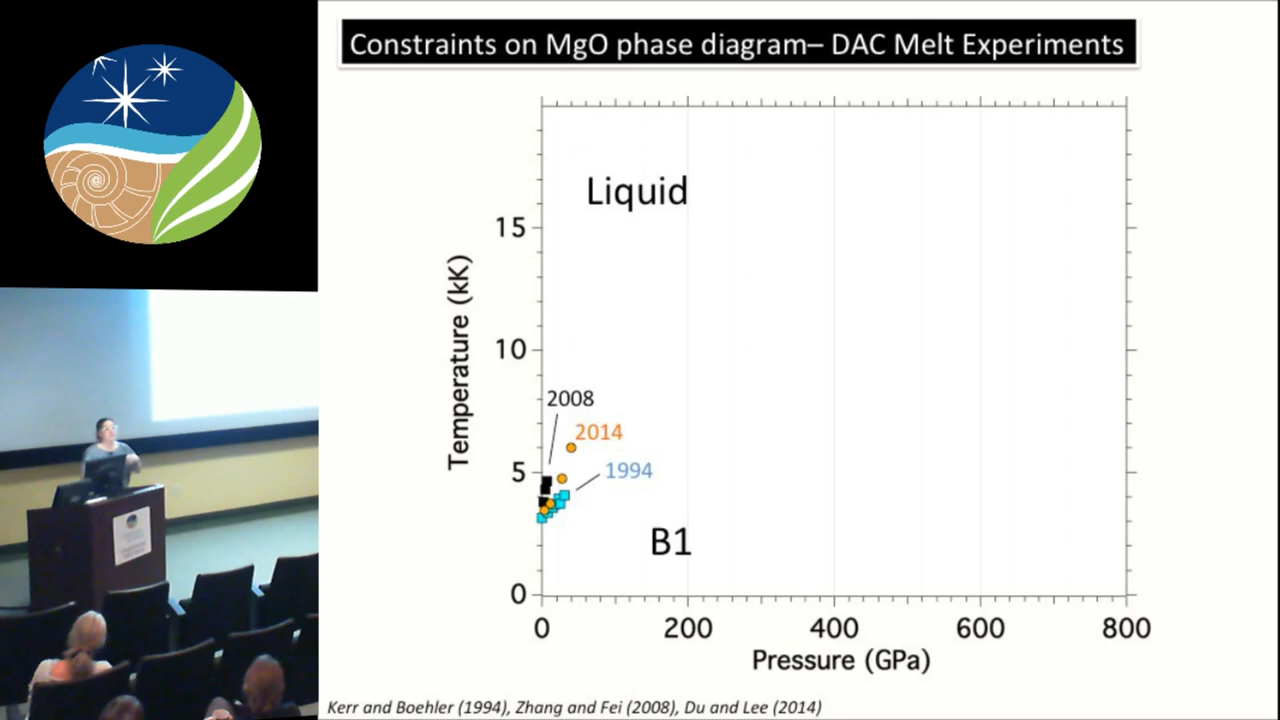 Constraints on MgO phase diagram– DAC Melt Experiments
Liquid
15
10
5
0
Temperature (kK)
2008
2014
1994
B1
0 200 400 600 800
Pressure (GPa)
Kerr and Boehler (1994), Zhang and Fei (2008), Du and Lee (2014)